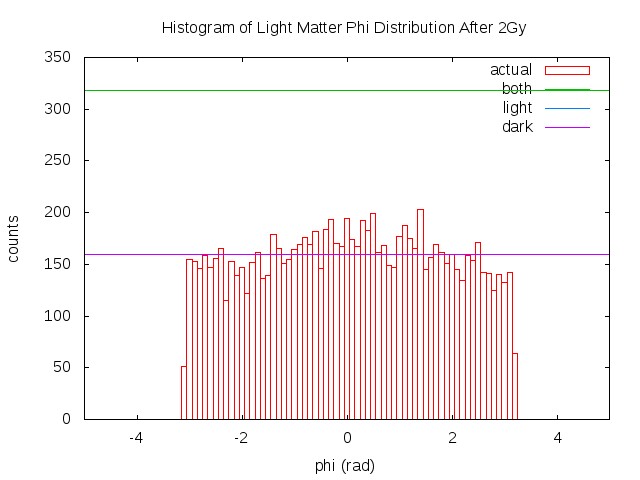 Histogram of Light Matter Phi Distribution After 2Gy
350
300
250
200
150
100
50
0
counts
actual
both
light
dark
-4 -2 0 2 4
phi (rad)